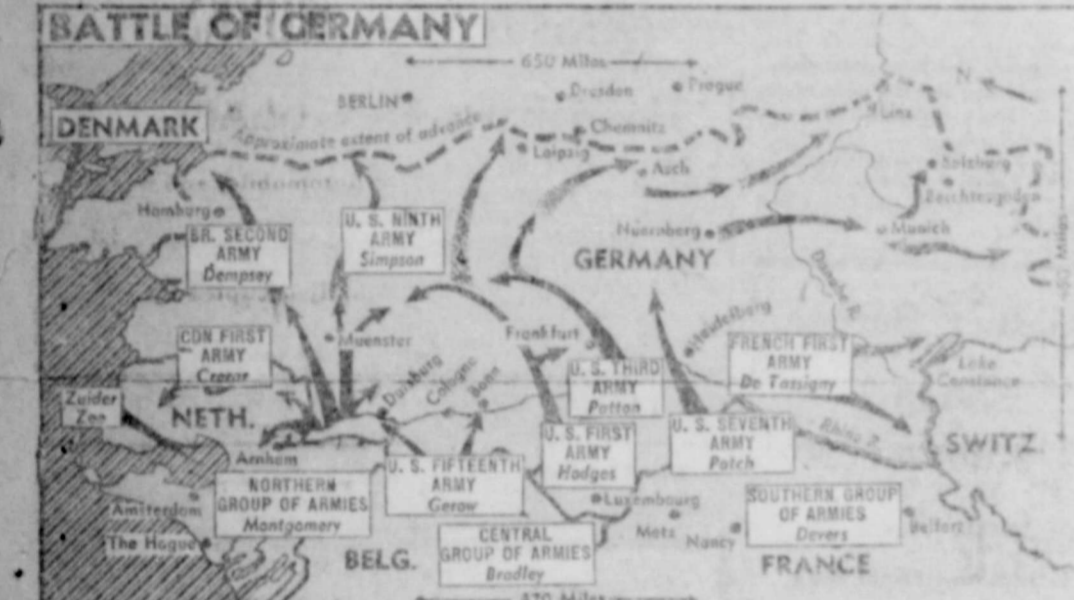 BATTLE OF GERMANY
650 Miles
BERLIN
Dresden
Prague
N
DENMARK
Approximate extent of advance
Chemnitz
Linz
Leipzig
Asch
Salzburg
Berchtesgaden
Hamburg
U. S. NINTH
ARMY
Simpson
BR. SECOND
ARMY
Dempsey
Nuernberg
Munich
GERMANY
Danube R.
Miles
Heidelberg
CDN FIRST
ARMY
Crerar
Muenster
Frankfurt
FRENCH FIRST
ARMY
De Tassigny
Lake
Constance
Duisburg
Cologne
Bonn
U. S. THIRD
ARMY
Patton
Zuider
Zee
NETH.
U. S. FIRST
ARMY
Hodges
U. S. SEVENTH
ARMY
Patch
Rhine R.
SWITZ.
Arnhem
U. S. FIFTEENTH
ARMY
Gerow
NORTHERN
GROUP OF ARMIES
Montgomery
Amsterdam
The Hague
Luxembourg
Metz
Nancy
SOUTHERN GROUP
OF ARMIES
Devers
Belfort
CENTRAL
GROUP OF ARMIES
Bradley
BELG.
FRANCE
Miles